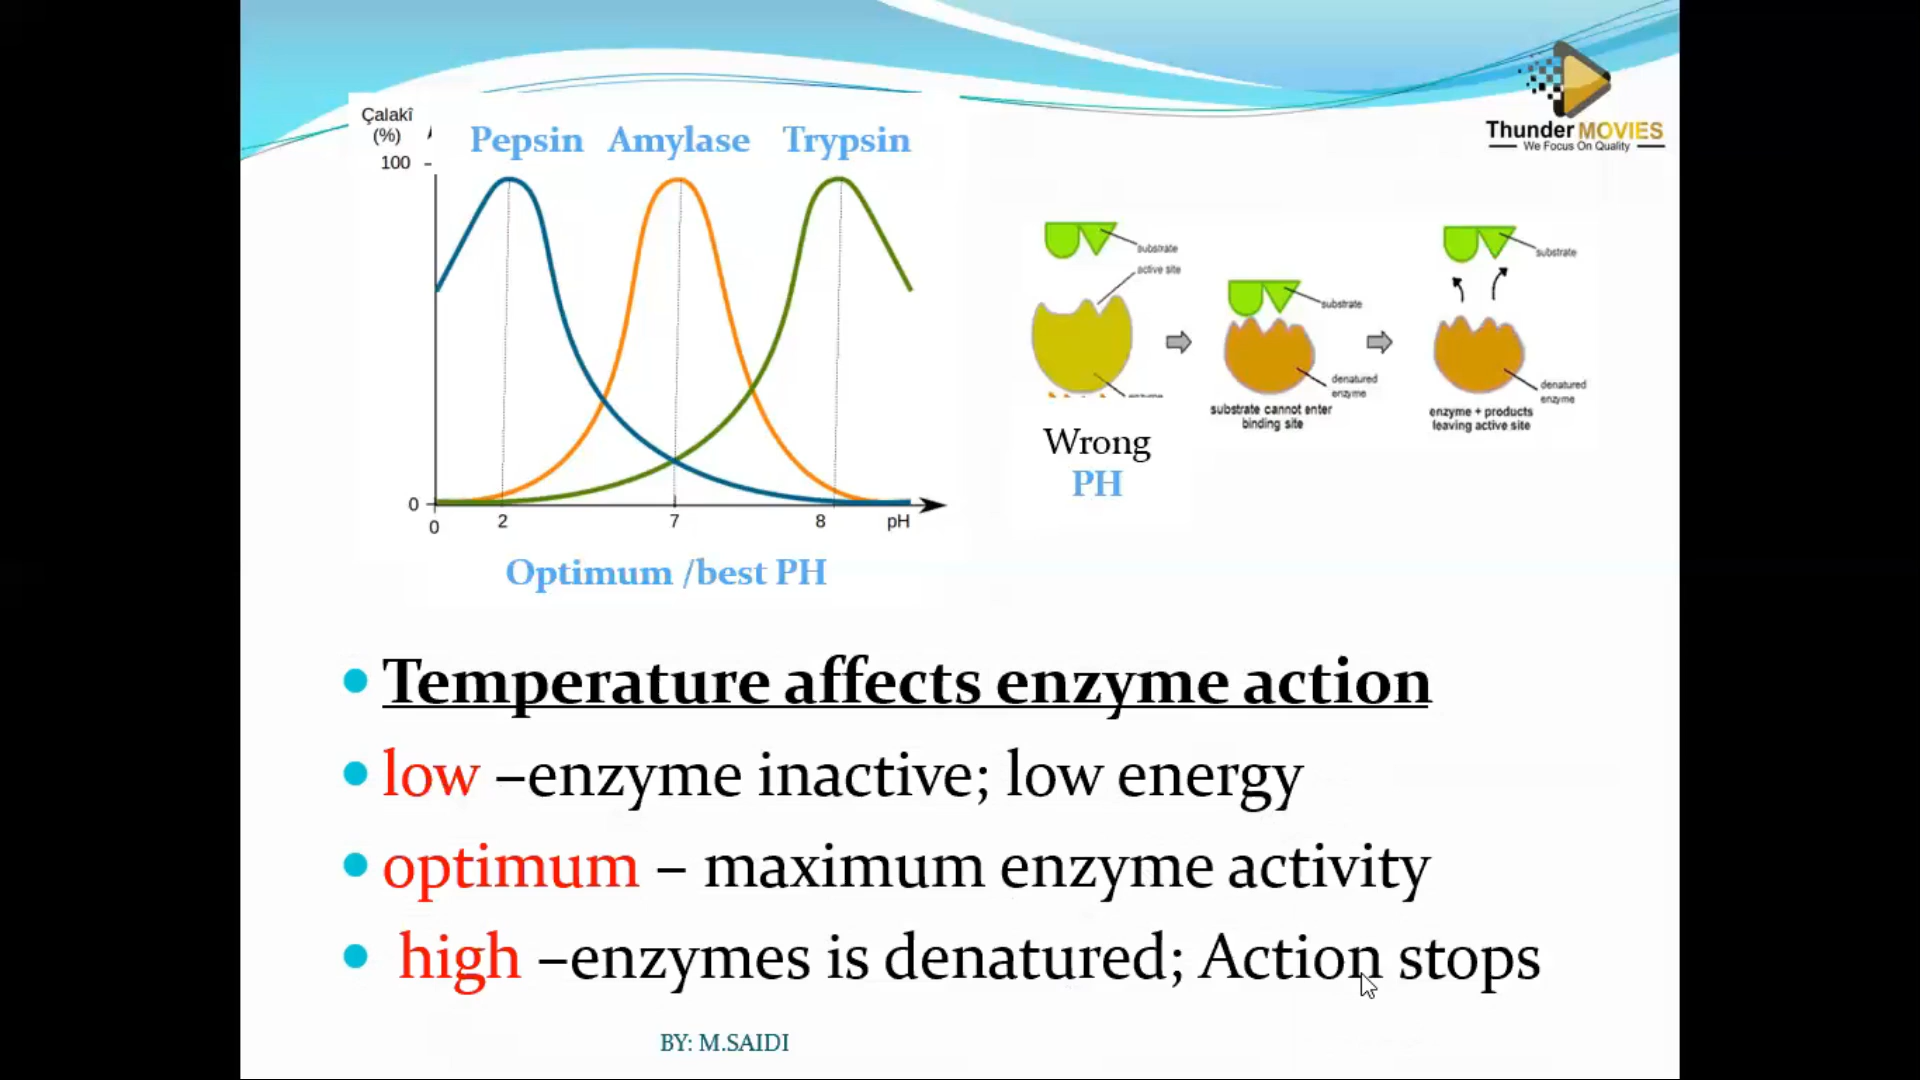 Çalakî
(%)
100
Pepsin Amylase Trypsin
0
0 2 7 8 pH
Optimum /best PH
Thunder MOVIES
We Focus On Quality
substrate
active site
Wrong
PH
substrate
denatured
enzyme
substrate cannot enter
binding site
substrate
denatured
enzyme
enzyme + products
leaving active site
Temperature affects enzyme action
low –enzyme inactive; low energy
optimum – maximum enzyme activity
high –enzymes is denatured; Action stops
BY: M.SAIDI